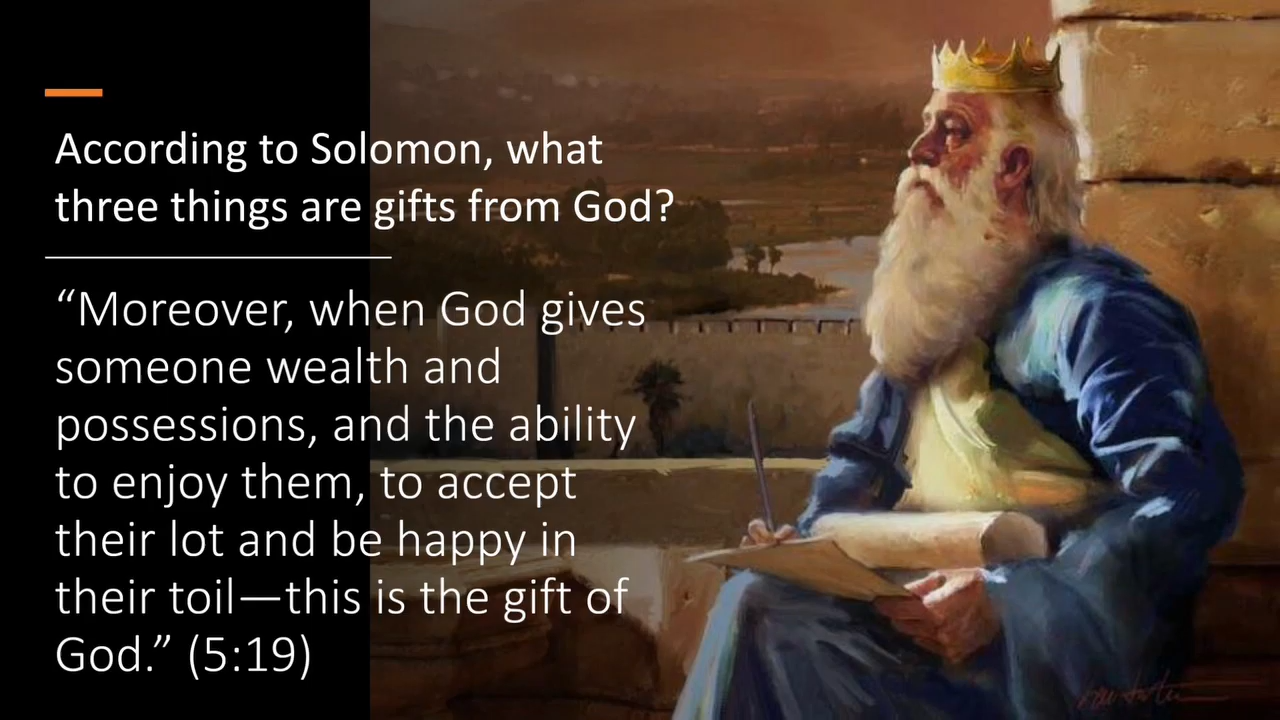 According to Solomon, what
three things are gifts from God?
“Moreover, when God gives
someone wealth and
possessions, and the ability
to enjoy them, to accept
their lot and be happy in
their toil—this is the gift of
God.” (5:19)